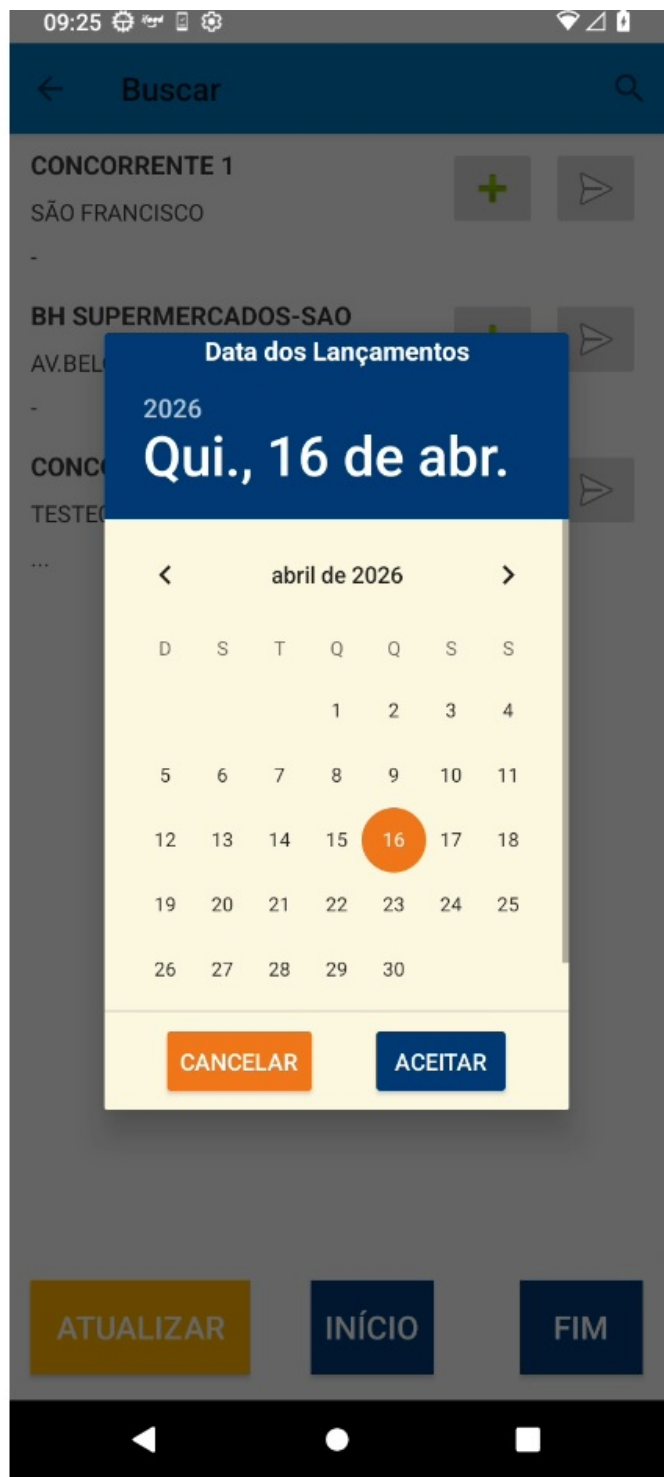 09:25
Buscar
CONCORRENTE 1
SÃO FRANCISCO
-
BH SUPERMERCADOS-SAO
AV.BEL
-
Data dos Lançamentos
2026
Qui., 16 de abr.
CONC
TESTE
...
abril de 2026
D S T Q Q S S
1 2 3 4
5 6 7 8 9 10 11
12 13 14 15 16 17 18
19 20 21 22 23 24 25
26 27 28 29 30
CANCELAR ACEITAR
ATUALIZAR INÍCIO FIM